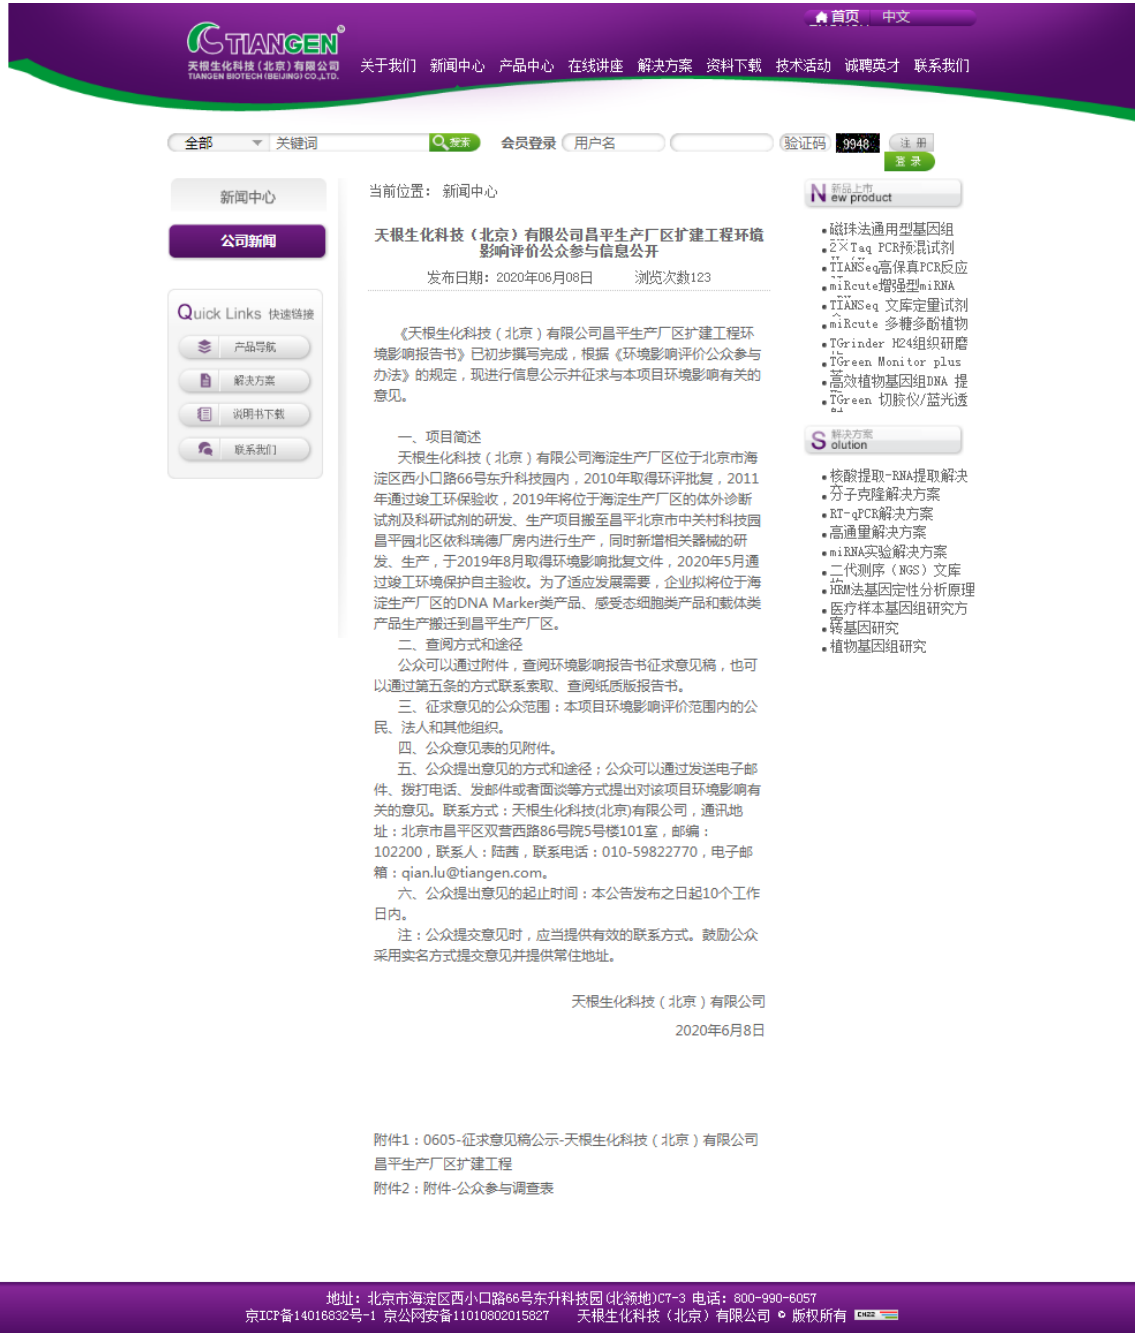 首页 中文
TIANGEN®
天根生化科技(北京)有限公司
TIANGEN BIOTECH (BEIJING) CO.,LTD.
关于我们 新闻中心 产品中心 在线讲座 解决方案 资料下载 技术活动 诚聘英才 联系我们
全部 关键词 搜索 会员登录 用户名 验证码 9948 注 册
登 录
新闻中心
公司新闻
Quick Links 快速链接
产品导航
解决方案
说明书下载
联系我们
当前位置： 新闻中心
天根生化科技（北京）有限公司昌平生产厂区扩建工程环境
影响评价公众参与信息公开
发布日期：2020年06月08日 浏览次数123
《天根生化科技（北京）有限公司昌平生产厂区扩建工程环
境影响报告书》已初步撰写完成，根据《环境影响评价公众参与
办法》的规定，现进行信息公示并征求与本项目环境影响有关的
意见。
一、项目简述
天根生化科技（北京）有限公司海淀生产厂区位于北京市海
淀区西小口路66号东升科技园内，2010年取得环评批复，2011
年通过竣工环保验收，2019年将位于海淀生产厂区的体外诊断
试剂及科研试剂的研发、生产项目搬至昌平北京市中关村科技园
昌平园北区依科瑞德厂房内进行生产，同时新增相关器械的研
发、生产，于2019年8月取得环境影响批复文件，2020年5月通
过竣工环境保护自主验收。为了适应发展需要，企业拟将位于海
淀生产厂区的DNA Marker类产品、感受态细胞类产品和载体类
产品生产搬迁到昌平生产厂区。
二、查阅方式和途径
公众可以通过附件，查阅环境影响报告书征求意见稿，也可
以通过第五条的方式联系索取、查阅纸质版报告书。
三、征求意见的公众范围：本项目环境影响评价范围内的公
民、法人和其他组织。
四、公众意见表的见附件。
五、公众提出意见的方式和途径；公众可以通过发送电子邮
件、拨打电话、发邮件或者面谈等方式提出对该项目环境影响有
关的意见。联系方式：天根生化科技(北京)有限公司，通讯地
址：北京市昌平区双营西路86号院5号楼101室，邮编：
102200，联系人：陆茜，联系电话：010-59822770，电子邮
箱：qian.lu@tiangen.com。
六、公众提出意见的起止时间：本公告发布之日起10个工作
日内。
注：公众提交意见时，应当提供有效的联系方式。鼓励公众
采用实名方式提交意见并提供常住地址。
天根生化科技（北京）有限公司
2020年6月8日
附件1：0605-征求意见稿公示-天根生化科技（北京）有限公司
昌平生产厂区扩建工程
附件2：附件-公众参与调查表
新品上市
New product
磁珠法通用型基因组
2×Taq PCR预混试剂
TIANSeq高保真PCR反应
miRcute增强型miRNA
TIANSeq 文库定量试剂
miRcute 多糖多酚植物
TGrinder H24组织研磨
TGreen Monitor plus
高效植物基因组DNA 提
TGreen 切胶仪/蓝光透
解决方案
Solution
核酸提取-RNA提取解决
分子克隆解决方案
RT-qPCR解决方案
高通量解决方案
miRNA实验解决方案
二代测序（NGS）文库
HRM法基因定性分析原理
医疗样本基因组研究方
转基因研究
植物基因组研究
地址：北京市海淀区西小口路66号东升科技园(北领地)C7-3 电话：800-990-6057
京ICP备14016832号-1 京公网安备11010802015827 天根生化科技（北京）有限公司 © 版权所有 CNZZ